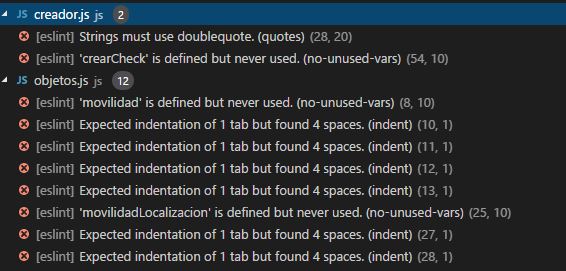 JS creador.js js 2
[eslint] Strings must use doublequote. (quotes) (28, 20)
[eslint] 'crearCheck' is defined but never used. (no-unused-vars) (54, 10)
JS objetos.js js 12
[eslint] 'movilidad' is defined but never used. (no-unused-vars) (8, 10)
[eslint] Expected indentation of 1 tab but found 4 spaces. (indent) (10, 1)
[eslint] Expected indentation of 1 tab but found 4 spaces. (indent) (11, 1)
[eslint] Expected indentation of 1 tab but found 4 spaces. (indent) (12, 1)
[eslint] Expected indentation of 1 tab but found 4 spaces. (indent) (13, 1)
[eslint] 'movilidadLocalizacion' is defined but never used. (no-unused-vars) (25, 10)
[eslint] Expected indentation of 1 tab but found 4 spaces. (indent) (27, 1)
[eslint] Expected indentation of 1 tab but found 4 spaces. (indent) (28, 1)